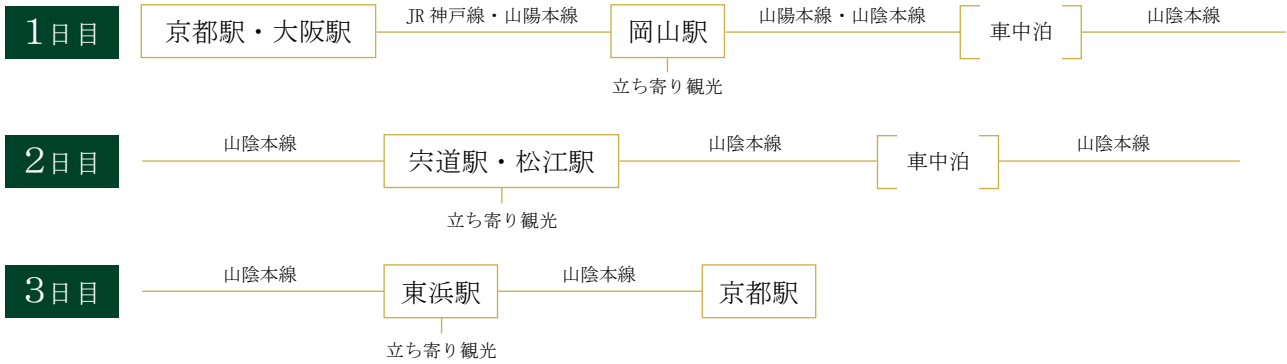 1日目 京都駅・大阪駅 JR 神戸線・山陽本線 岡山駅 山陽本線・山陰本線 車中泊 山陰本線
立ち寄り観光
2日目 山陰本線 宍道駅・松江駅 山陰本線 車中泊 山陰本線
立ち寄り観光
3日目 山陰本線 東浜駅 山陰本線 京都駅
立ち寄り観光